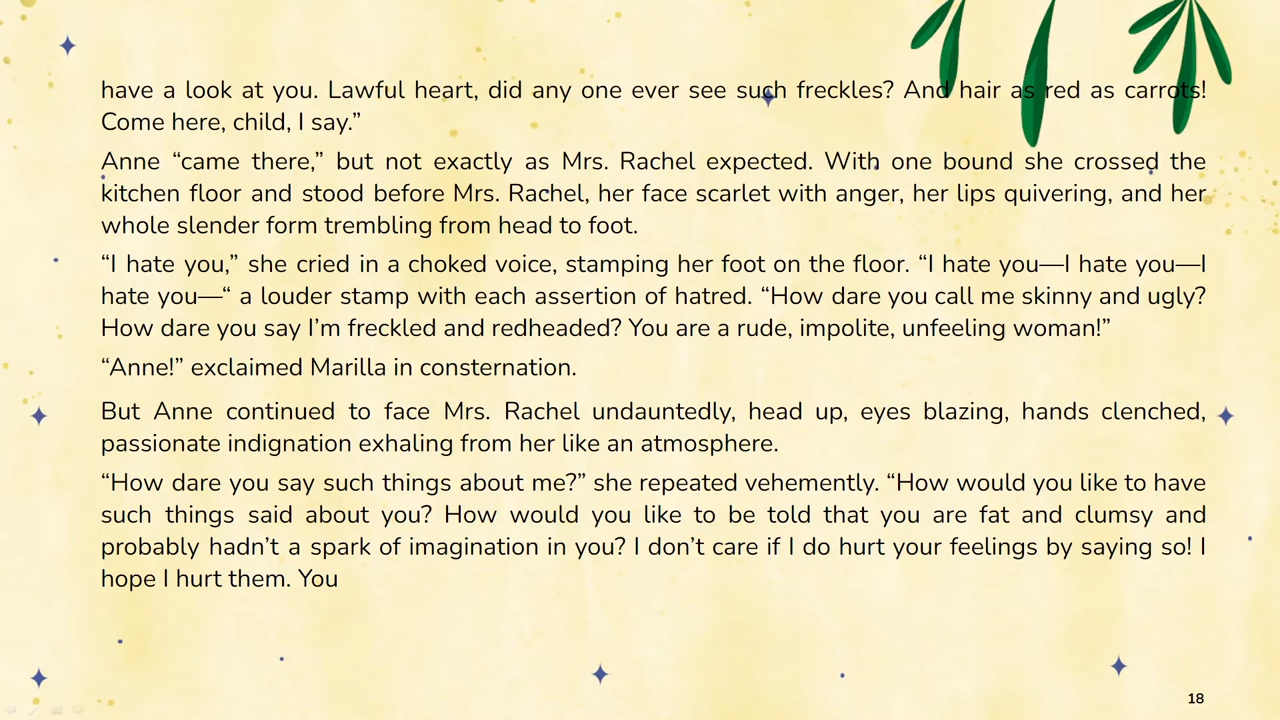 have a look at you. Lawful heart, did any one ever see such freckles? And hair as red as carrots!
Come here, child, I say.”
Anne “came there,” but not exactly as Mrs. Rachel expected. With one bound she crossed the
kitchen floor and stood before Mrs. Rachel, her face scarlet with anger, her lips quivering, and her
whole slender form trembling from head to foot.
“I hate you,” she cried in a choked voice, stamping her foot on the floor. “I hate you—I hate you—I
hate you—“ a louder stamp with each assertion of hatred. “How dare you call me skinny and ugly?
How dare you say I’m freckled and redheaded? You are a rude, impolite, unfeeling woman!”
“Anne!” exclaimed Marilla in consternation.
But Anne continued to face Mrs. Rachel undauntedly, head up, eyes blazing, hands clenched,
passionate indignation exhaling from her like an atmosphere.
“How dare you say such things about me?” she repeated vehemently. “How would you like to have
such things said about you? How would you like to be told that you are fat and clumsy and
probably hadn’t a spark of imagination in you? I don’t care if I do hurt your feelings by saying so! I
hope I hurt them. You
18